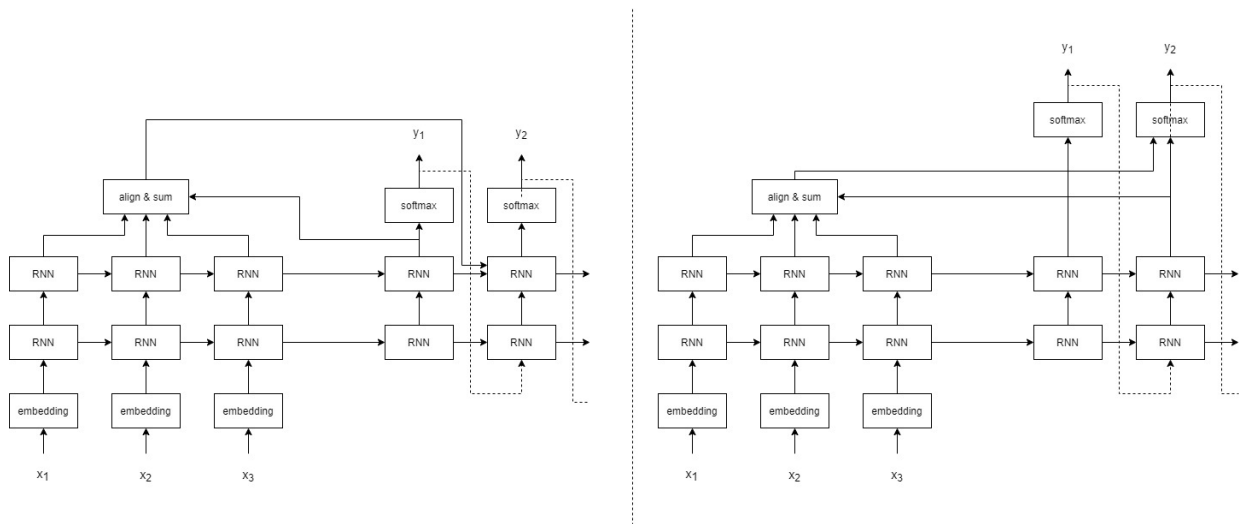 y1
y2
align & sum
softmax
softmax
RNN
RNN
RNN
RNN
RNN
RNN
RNN
RNN
RNN
RNN
embedding
embedding
embedding
x1
x2
x3
y1
y2
softmax
softmax
align & sum
RNN
RNN
RNN
RNN
RNN
RNN
RNN
RNN
RNN
RNN
embedding
embedding
embedding
x1
x2
x3